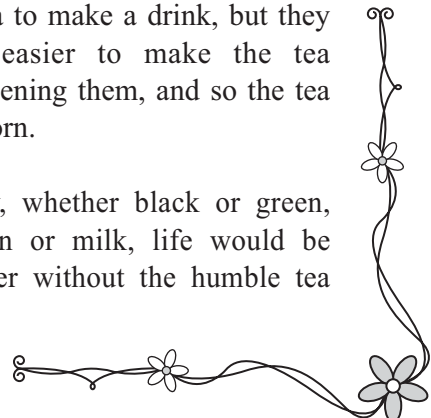 a to make a drink, but they
easier to make the tea
ening them, and so the tea
orn.
, whether black or green,
n or milk, life would be
er without the humble tea